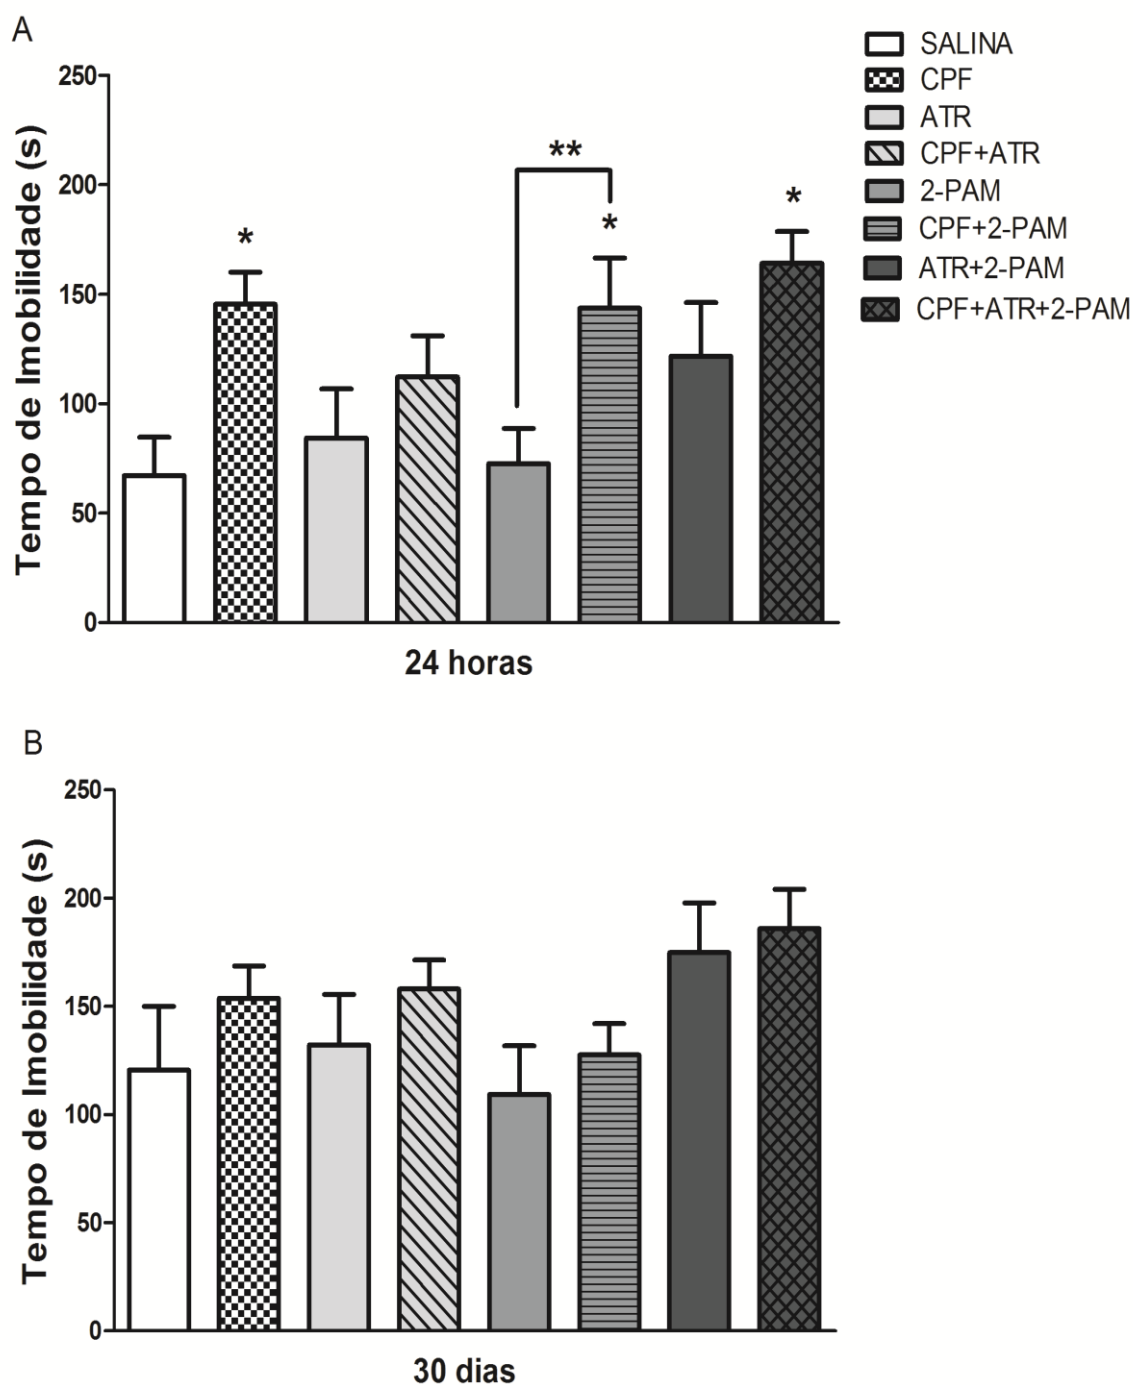 A
SALINA
CPF
ATR
CPF+ATR
2-PAM
CPF+2-PAM
ATR+2-PAM
CPF+ATR+2-PAM
Tempo de Imobilidade (s)
250
200
150
100
50
0
*
**
*
*
24 horas
B
Tempo de Imobilidade (s)
250
200
150
100
50
0
30 dias